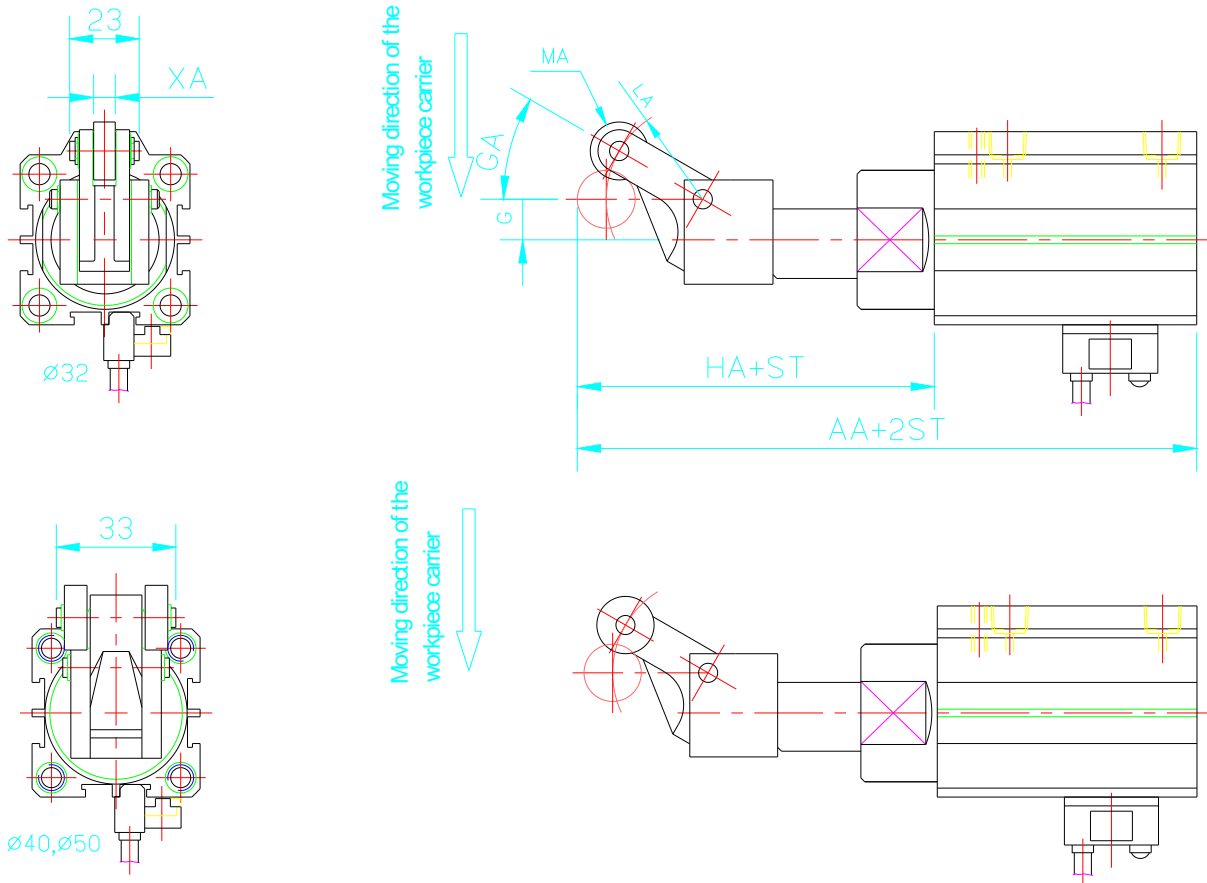 23
XA
Ø32
Moving direction of the
workpiece carrier
MA
LA
GA
G
HA+ST
AA+2ST
33
Ø40,Ø50
Moving direction of the
workpiece carrier